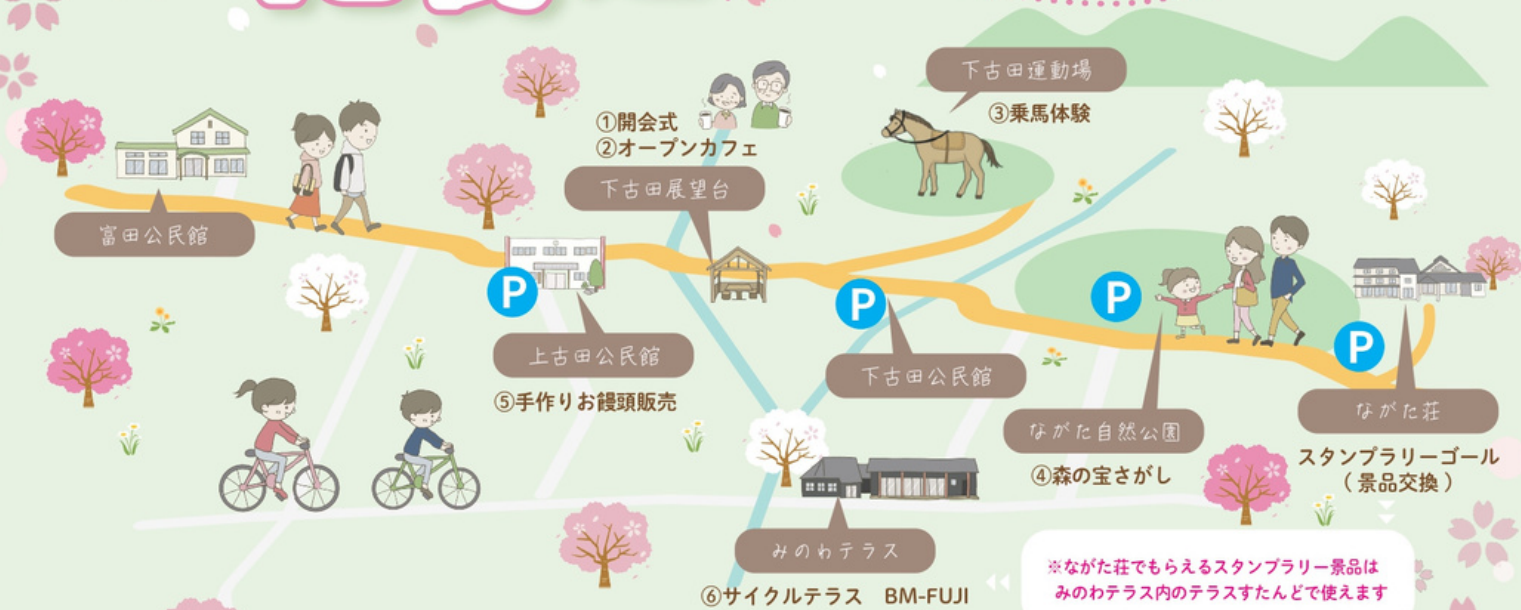 下古田運動場
③乗馬体験
①開会式
②オープンカフェ
下古田展望台
富田公民館
P
P
P
P
上古田公民館
⑤手作りお饅頭販売
下古田公民館
ながた自然公園
④森の宝さがし
ながた荘
スタンプラリーゴール
（景品交換）
みのわテラス
⑥サイクルテラス BM-FUJI
※ながた荘でもらえるスタンプラリー景品は
みのわテラス内のテラスすたんどで使えます